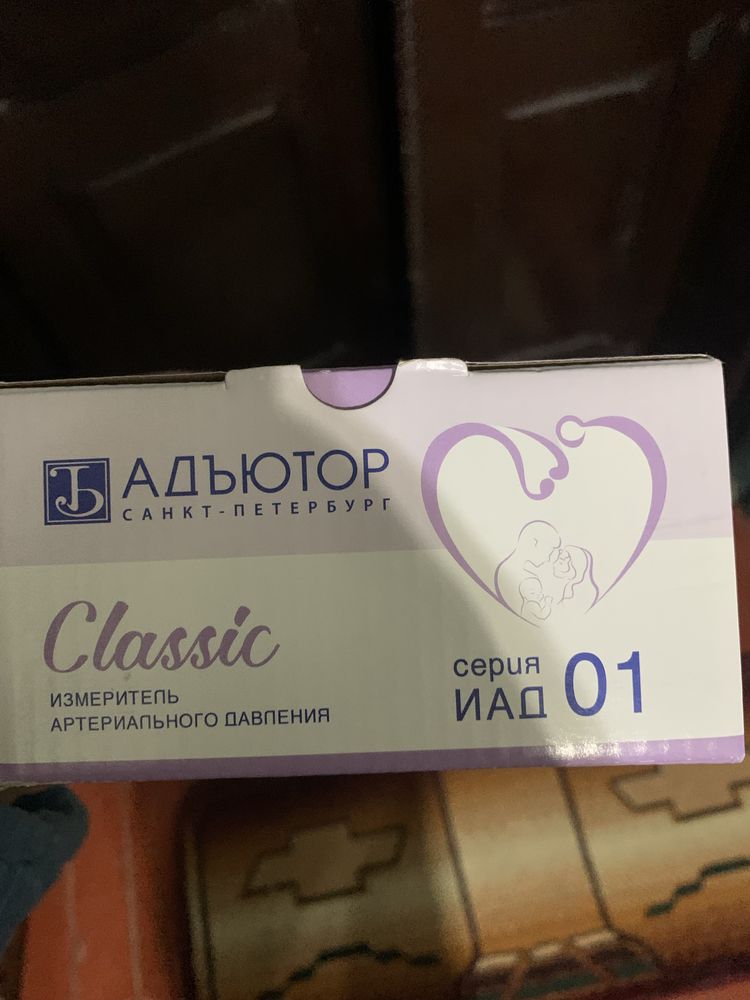 АДЪЮТОР
САНКТ-ПЕТЕРБУРГ
Classic
ИЗМЕРИТЕЛЬ
АРТЕРИАЛЬНОГО ДАВЛЕНИЯ
серия
ИАД 01